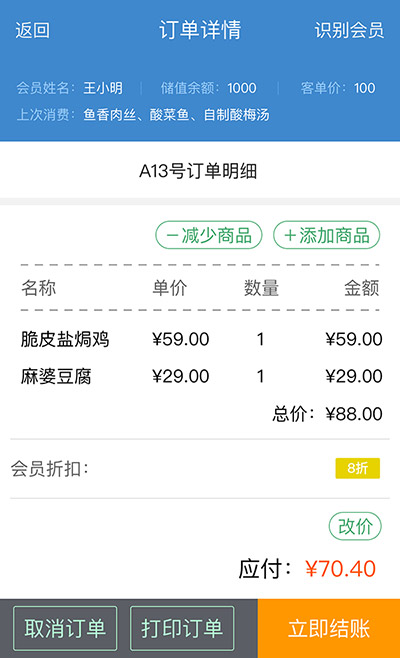 返回 订单详情 识别会员
会员姓名：王小明 储值余额：1000 客单价：100
上次消费：鱼香肉丝、酸菜鱼、自制酸梅汤
A13号订单明细
－减少商品 ＋添加商品
名称 单价 数量 金额
脆皮盐焗鸡 ¥59.00 1 ¥59.00
麻婆豆腐 ¥29.00 1 ¥29.00
总价：¥88.00
会员折扣： 8折
改价
应付：¥70.40
取消订单 打印订单 立即结账